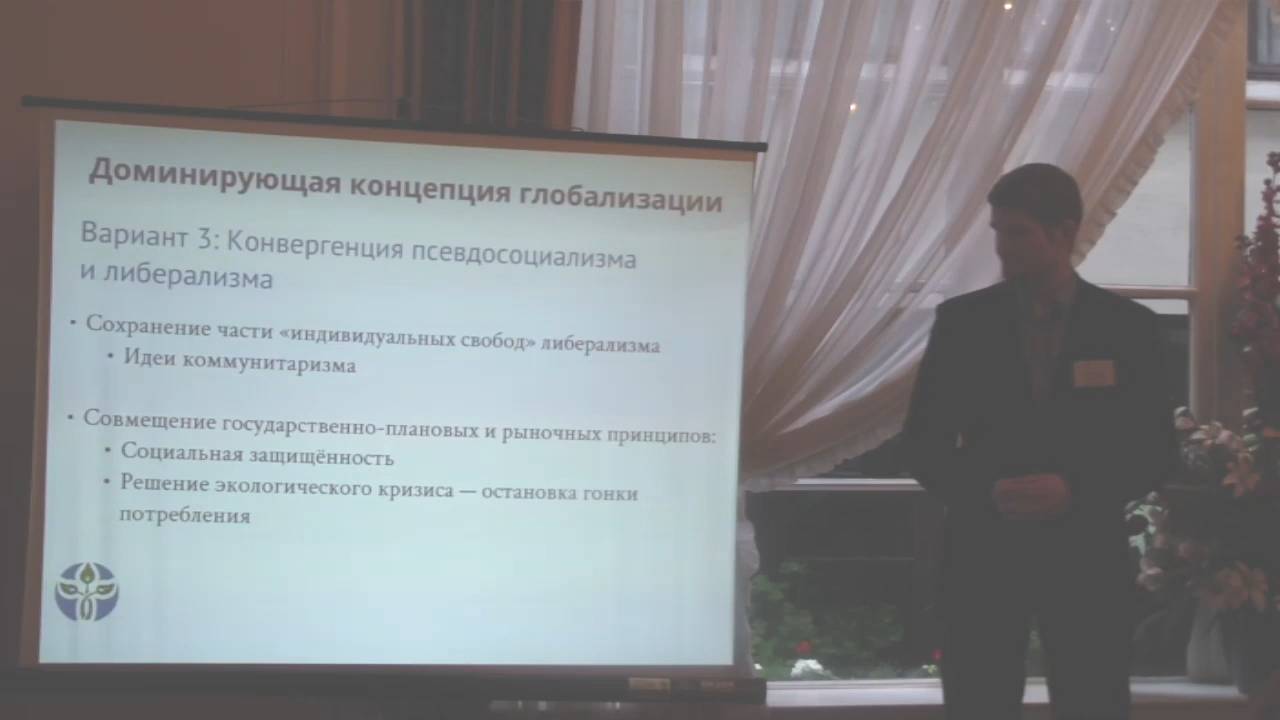 Доминирующая концепция глобализации
Вариант 3: Конвергенция псевдосоциализма
и либерализма
• Сохранение части «индивидуальных свобод» либерализма
• Идеи коммунитаризма
• Совмещение государственно-плановых и рыночных принципов:
• Социальная защищённость
• Решение экологического кризиса — остановка гонки
потребления